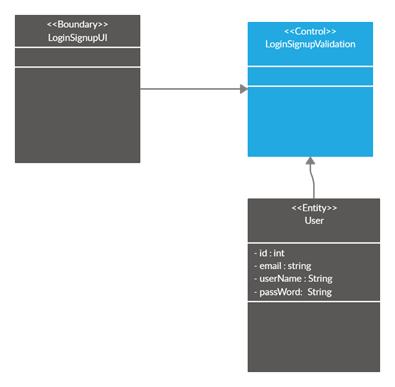 <<Boundary>>
LoginSignupUI
<<Control>>
LoginSignupValidation
<<Entity>>
User
- id : int
- email : string
- userName : String
- passWord: String